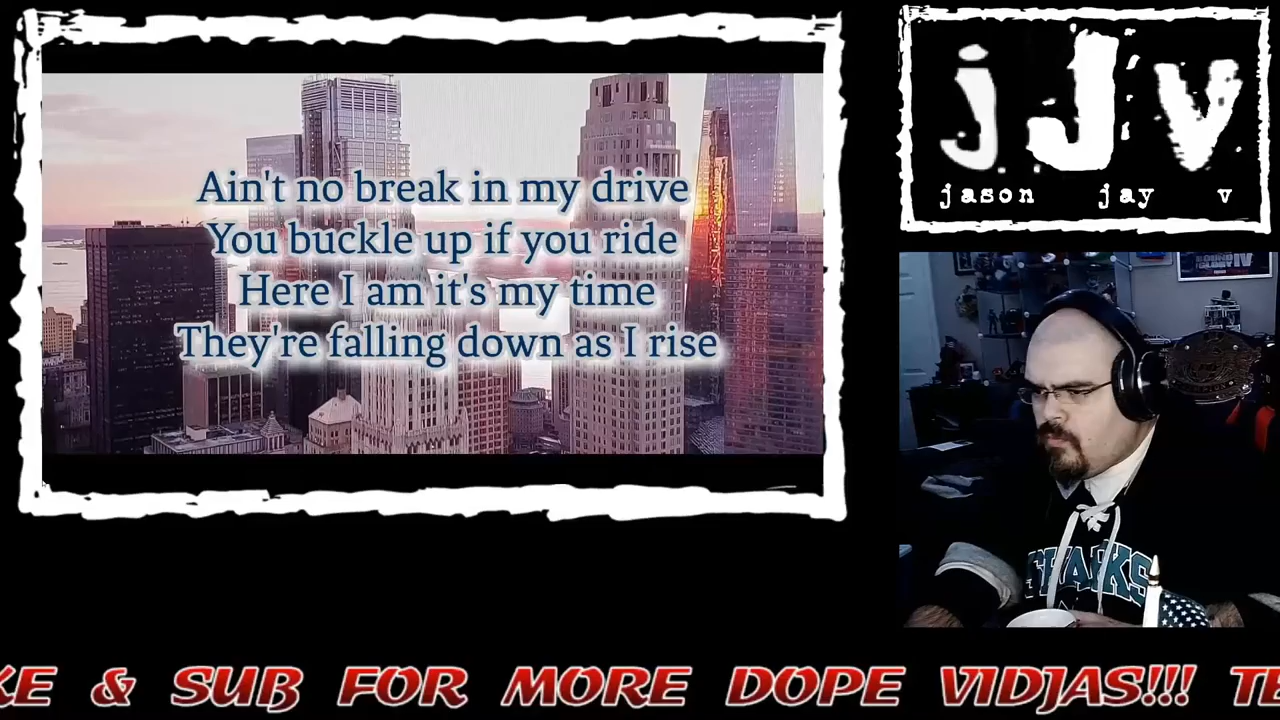 Ain't no break in my drive
You buckle up if you ride
Here I am it's my time
They're falling down as I rise
jJv
jason jay v
SHARKS
KE & SUB FOR MORE DOPE VIDJAS!!! TE